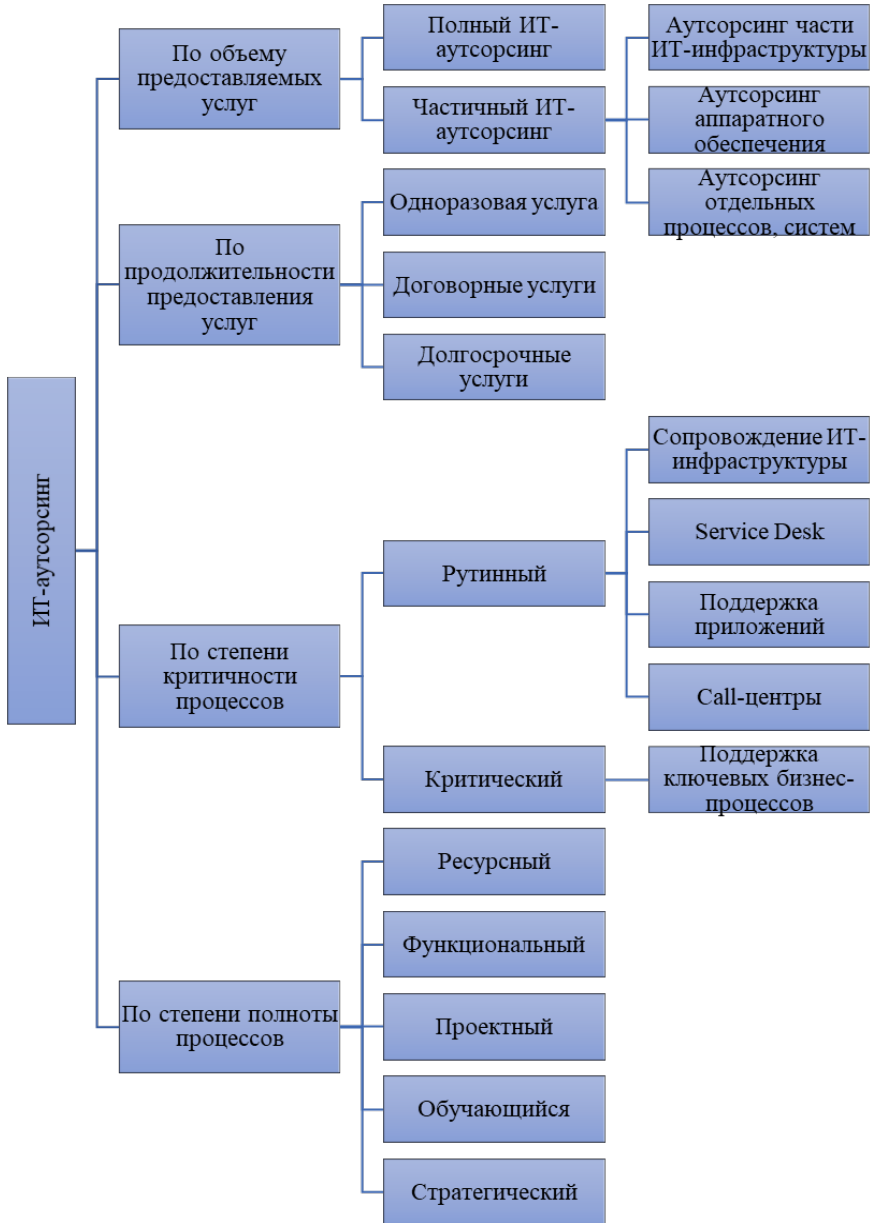 ИТ-аутсорсинг
По объему
предоставляемых
услуг
Полный ИТ-
аутсорсинг
Частичный ИТ-
аутсорсинг
Аутсорсинг части
ИТ-инфраструктуры
Аутсорсинг
аппаратного
обеспечения
Аутсорсинг
отдельных
процессов, систем
По
продолжительности
предоставления
услуг
Одноразовая услуга
Договорные услуги
Долгосрочные
услуги
По степени
критичности
процессов
Рутинный
Сопровождение ИТ-
инфраструктуры
Service Desk
Поддержка
приложений
Call-центры
Критический
Поддержка
ключевых бизнес-
процессов
По степени полноты
процессов
Ресурсный
Функциональный
Проектный
Обучающийся
Стратегический